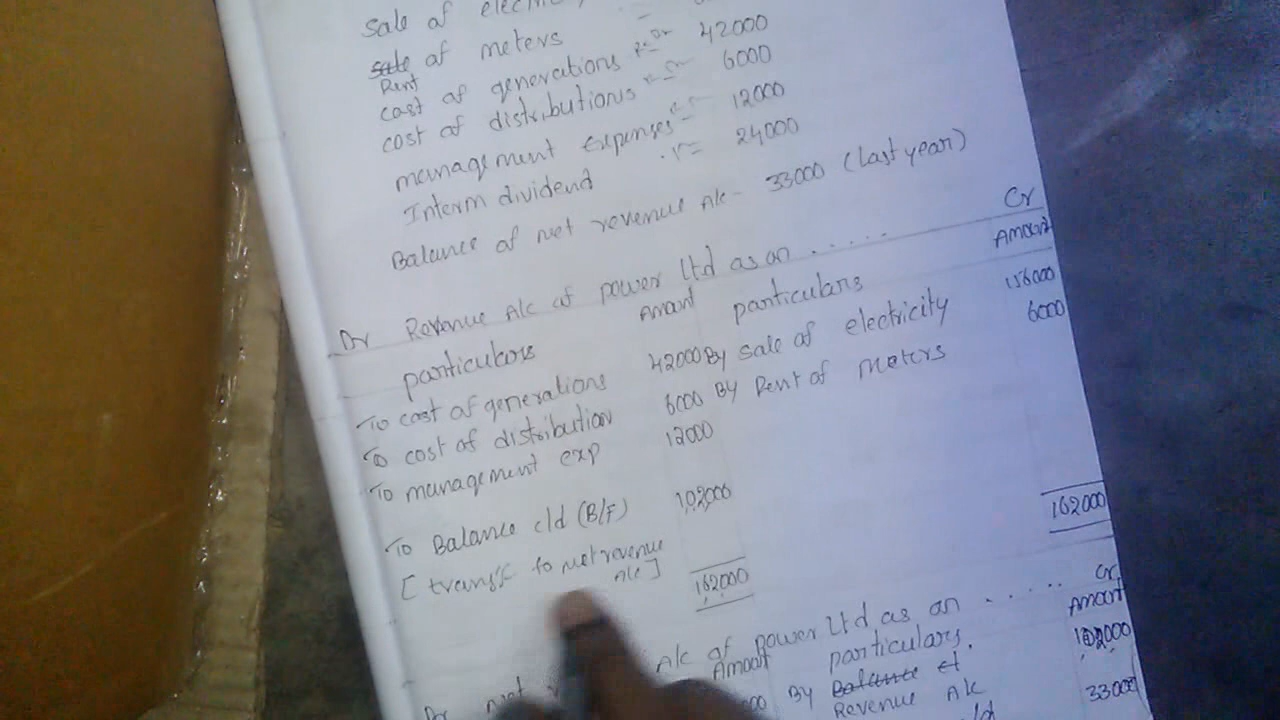 Sale of
sale of meters
Rent
cost of generations 42000
cost of distributions 6000
management expenses 12000
Interm dividend 24000
Balance of net revenue A/c - 33000 (last year)
Dr Revenue A/c of power Ltd as on ..... Cr
particulars Amount particulars Amount
To cost of generations 42000 By sale of electricity 156000
To cost of distribution 6000 By Rent of meters 6000
To management exp 12000
To Balance c/d (B/F) 102000
[transf to net revenue A/c]
162000 162000
A/c of power Ltd as on ..... Cr
Amount particulars. Amount
By Balance
Revenue A/c 102000
33000